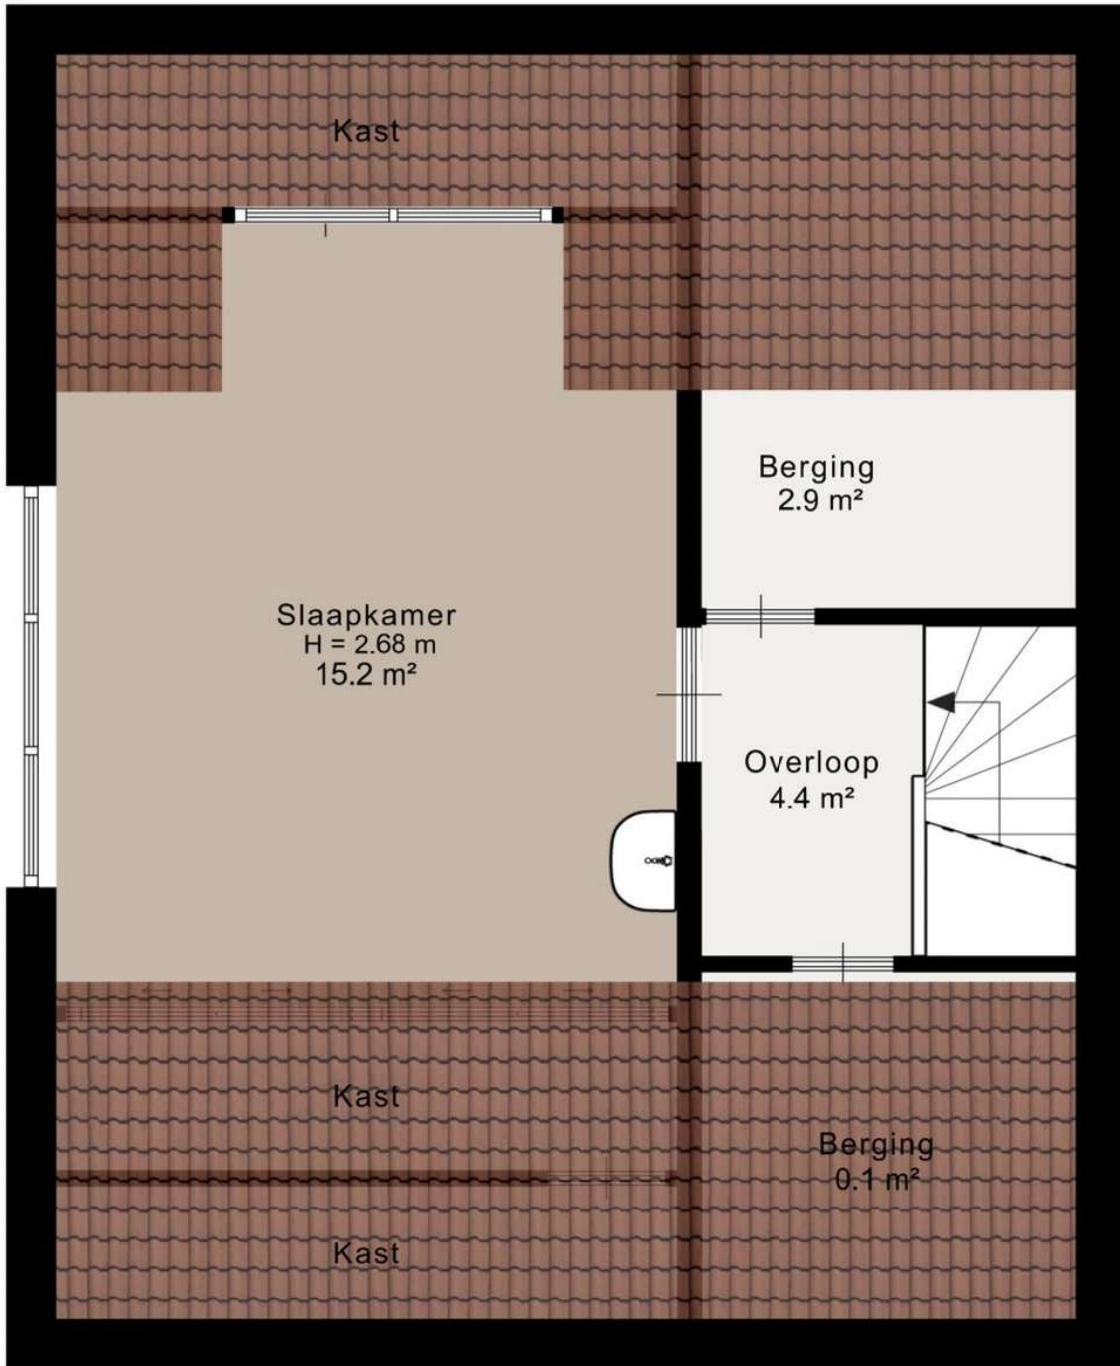 Kast
Berging
2.9 m²
Slaapkamer
H = 2.68 m
15.2 m²
Overloop
4.4 m²
Kast
Berging
0.1 m²
Kast